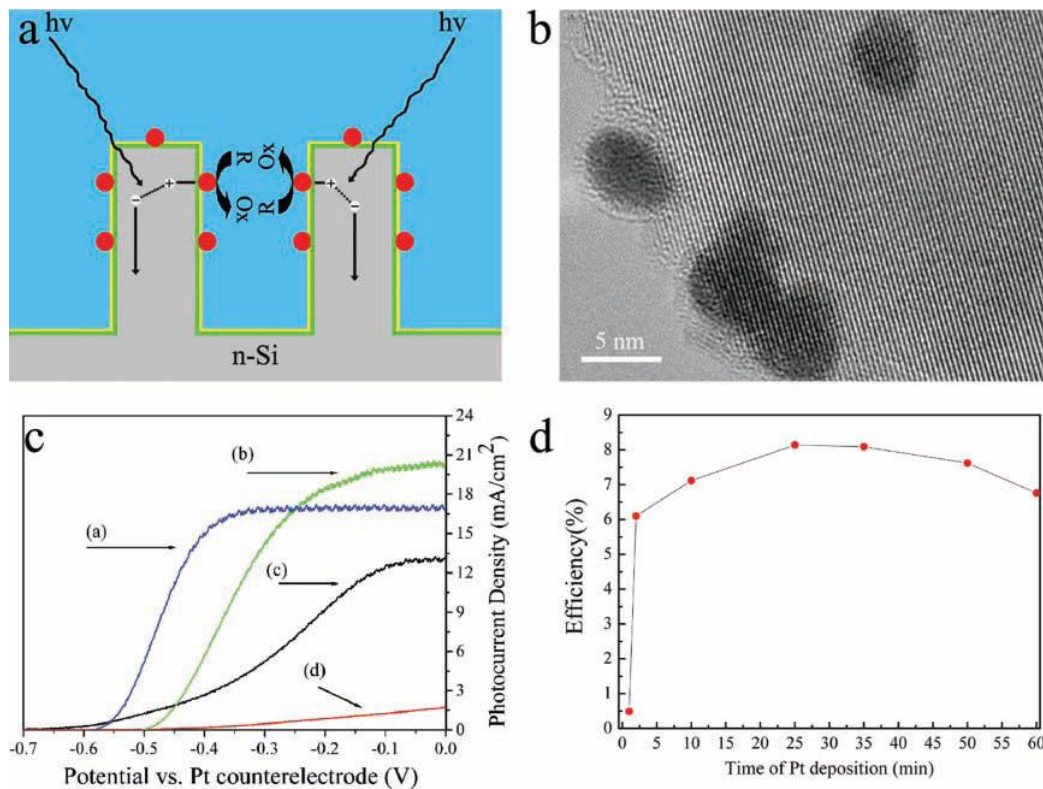 a
hν
hν
R
Ox
Ox
R
+
−
+
−
n-Si
b
5 nm
c
24
21
18
15
12
9
6
3
0
(b)
(a)
(c)
(d)
-0.7
-0.6
-0.5
-0.4
-0.3
-0.2
-0.1
0.0
Photocurrent Density (mA/cm²)
Potential vs. Pt counterelectrode (V)
d
9
8
7
6
5
4
3
2
1
0
Efficiency(%)
0
5
10
15
20
25
30
35
40
45
50
55
60
Time of Pt deposition (min)